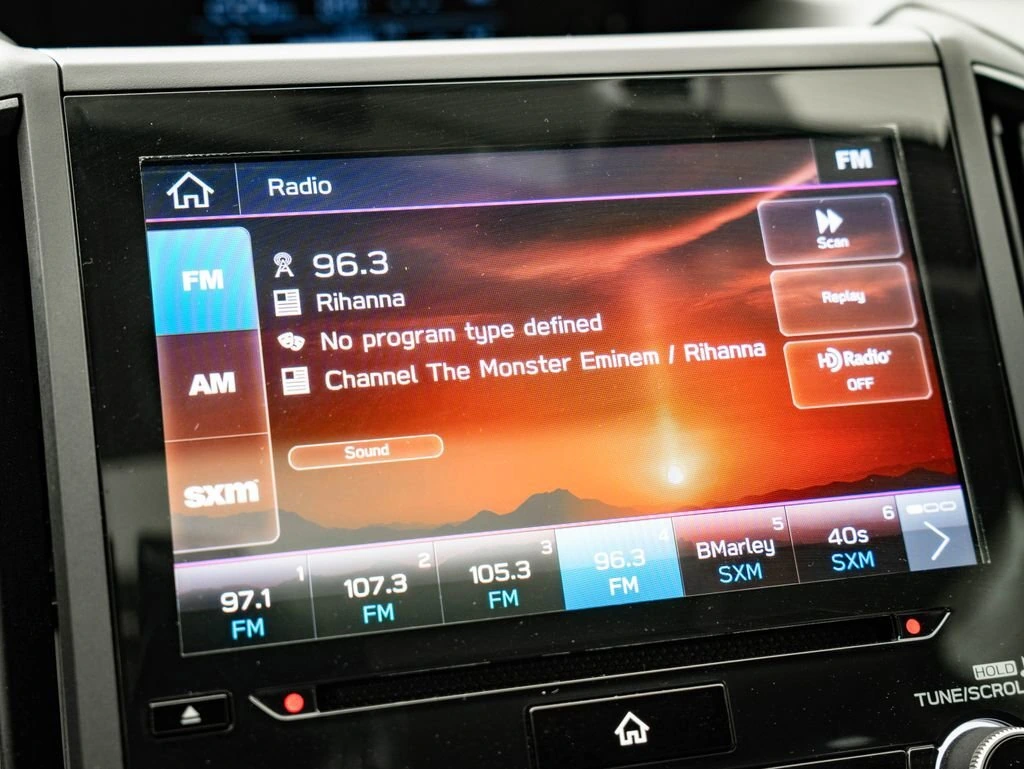 Radio
FM
FM
AM
sxm
96.3
Rihanna
No program type defined
Channel The Monster Eminem / Rihanna
Sound
Scan
Replay
HD Radio
OFF
1
97.1
FM
2
107.3
FM
3
105.3
FM
4
96.3
FM
5
BMarley
SXM
6
40s
SXM
HOLD